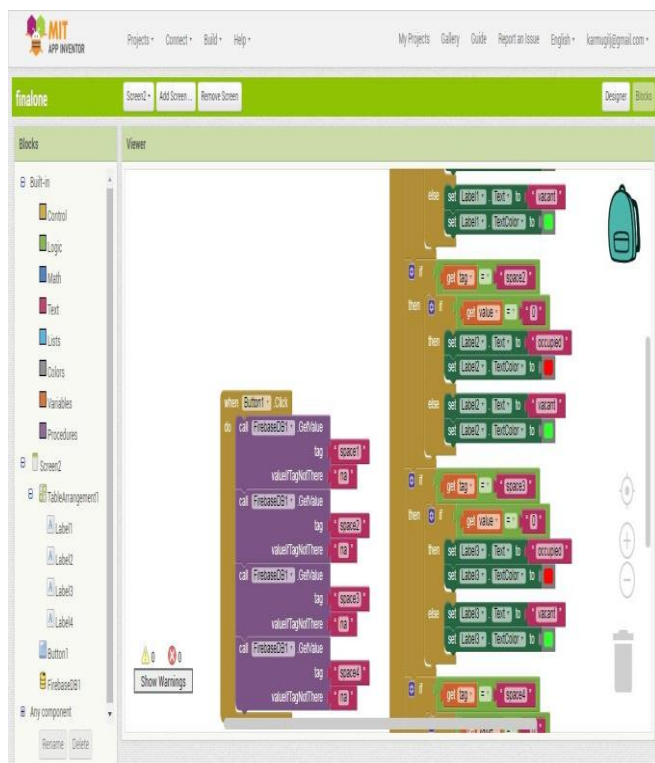 MIT
APP INVENTOR
Projects Connect Build Help
My Projects Gallery Guide Report an Issue English karmugil@gmail.com
finalone
Screen2 Add Screen ... Remove Screen
Designer Blocks
Blocks
Viewer
Built-in
Control
Logic
Math
Text
Lists
Colors
Variables
Procedures
Screen2
TableArrangement1
Label1
Label2
Label3
Label4
Button1
FirebaseDB1
Any component
Rename Delete
0 0
Show Warnings
when Button1 .Click
do call FirebaseDB1 .GetValue
tag " space1 "
valueIfTagNotThere " na "
call FirebaseDB1 .GetValue
tag " space2 "
valueIfTagNotThere " na "
call FirebaseDB1 .GetValue
tag " space3 "
valueIfTagNotThere " na "
call FirebaseDB1 .GetValue
tag " space4 "
valueIfTagNotThere " na "
else set Label1 . Text to " vacant "
set Label1 . TextColor to
if get tag = " space2 "
then if get value = " 0 "
then set Label2 . Text to " occupied "
set Label2 . TextColor to
else set Label2 . Text to " vacant "
set Label2 . TextColor to
if get tag = " space3 "
then if get value = " 0 "
then set Label3 . Text to " occupied "
set Label3 . TextColor to
else set Label3 . Text to " vacant "
set Label3 . TextColor to
if get tag = " space4 "